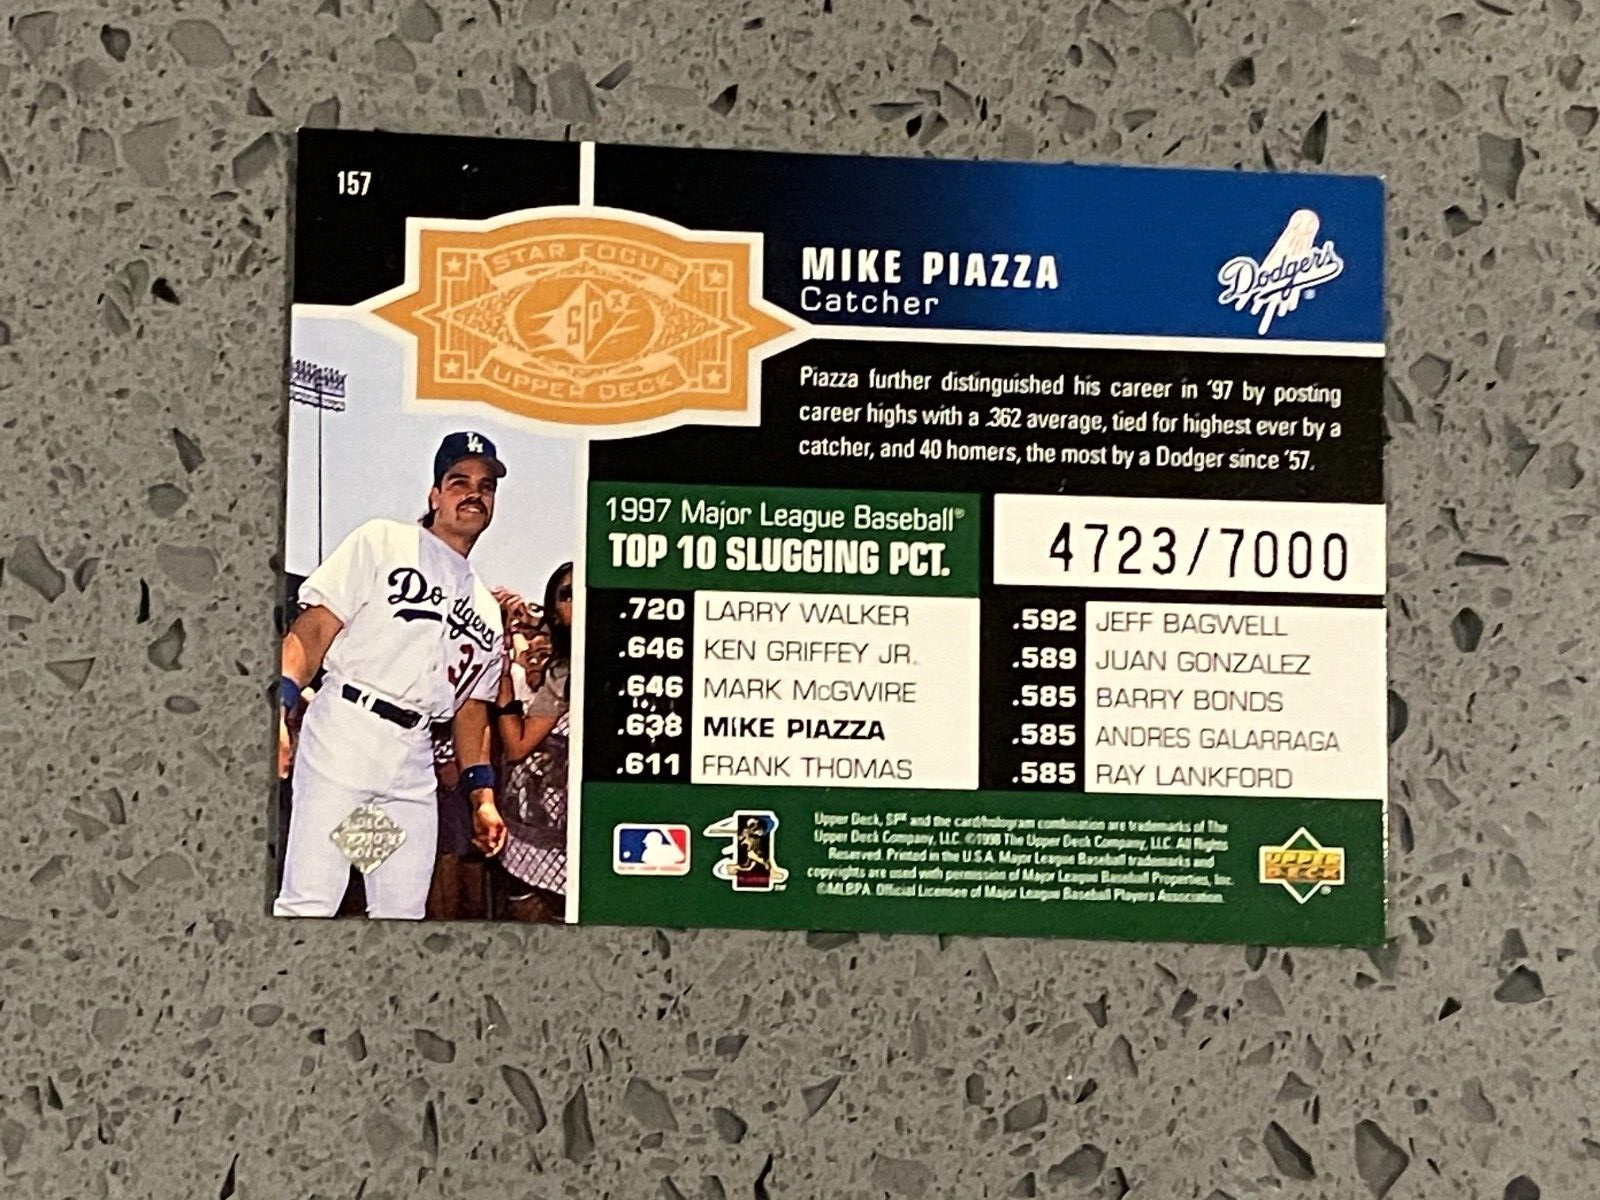 157
STAR FOCUS
SPx
UPPER DECK
MIKE PIAZZA
Catcher
Dodgers
Piazza further distinguished his career in '97 by posting
career highs with a .362 average, tied for highest ever by a
catcher, and 40 homers, the most by a Dodger since '57.
1997 Major League Baseball®
TOP 10 SLUGGING PCT.
4723/7000
.720 LARRY WALKER
.646 KEN GRIFFEY JR.
.646 MARK McGWIRE
.638 MIKE PIAZZA
.611 FRANK THOMAS
.592 JEFF BAGWELL
.589 JUAN GONZALEZ
.585 BARRY BONDS
.585 ANDRES GALARRAGA
.585 RAY LANKFORD
LA
Dodgers
31
Upper Deck, SPx and the card/hologram combination are trademarks of The
Upper Deck Company, LLC. ©1998 The Upper Deck Company, LLC. All Rights
Reserved. Printed in the U.S.A. Major League Baseball trademarks and
copyrights are used with permission of Major League Baseball Properties, Inc.
©MLBPA Official Licensee of Major League Baseball Players Association.
UPPER
DECK